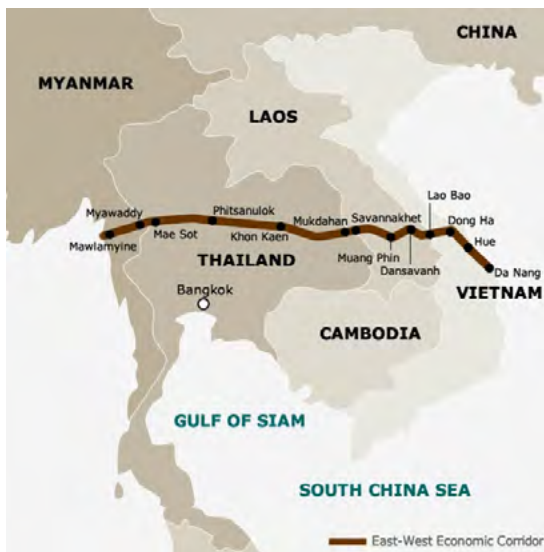 CHINA
MYANMAR
LAOS
Lao Bao
Phitsanulok
Myawaddy
Mukdahan
Savannakhet
Dong Ha
Mae Sot
Khon Kaen
Hue
Mawlamyine
THAILAND
Muang Phin
Dansavanh
Da Nang
Bangkok
VIETNAM
CAMBODIA
GULF OF SIAM
SOUTH CHINA SEA
East-West Economic Corridor